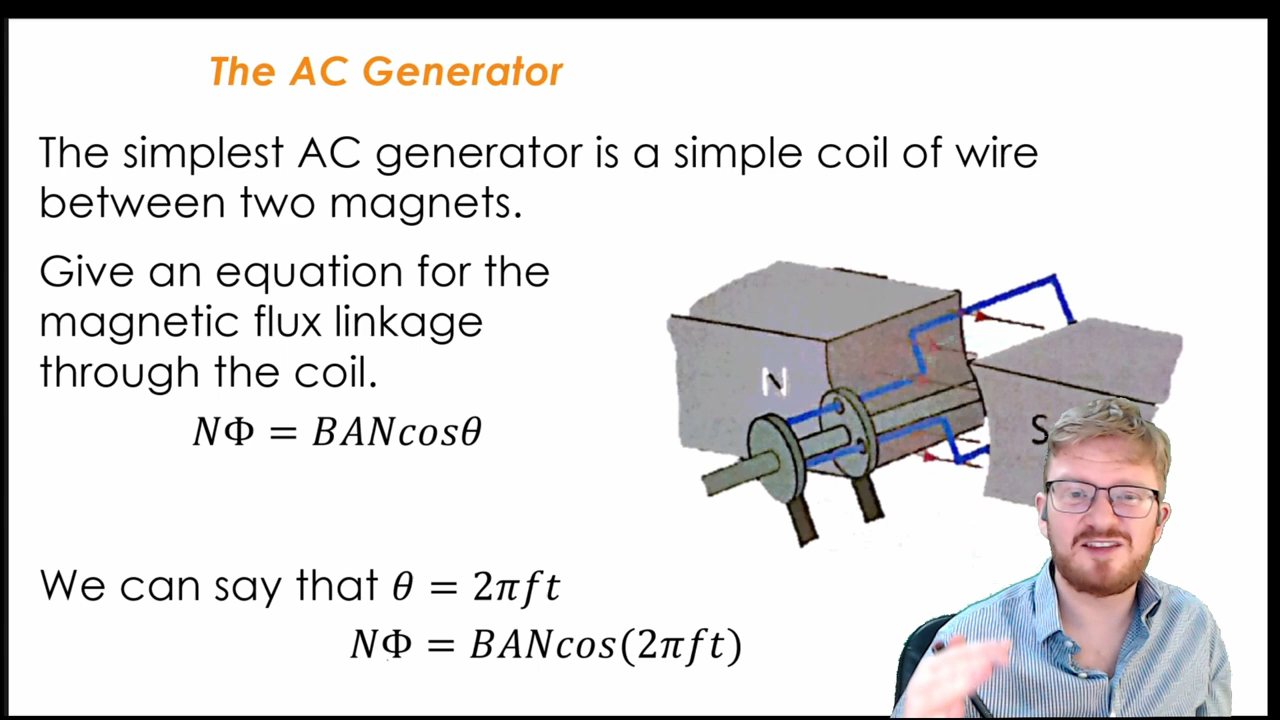 The AC Generator
The simplest AC generator is a simple coil of wire
between two magnets.
Give an equation for the
magnetic flux linkage
through the coil.
NΦ = BANcosθ
N
S
We can say that θ = 2πft
NΦ = BANcos(2πft)